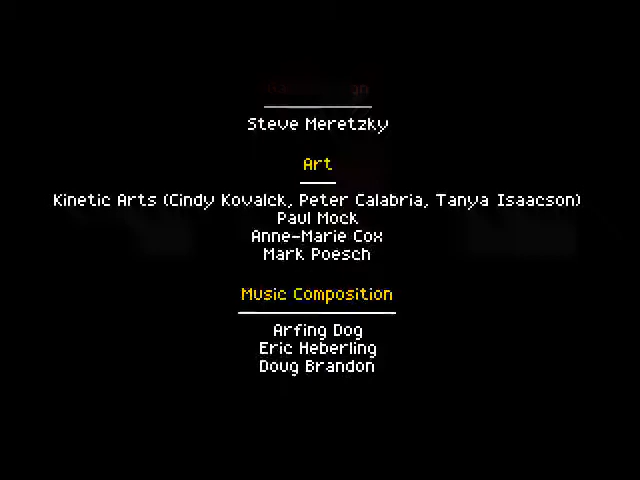 Steve Meretzky
Art
Kinetic Arts (Cindy Kovalck, Peter Calabria, Tanya Isaacson)
Paul Mock
Anne-Marie Cox
Mark Poesch
Music Composition
Arfing Dog
Eric Heberling
Doug Brandon